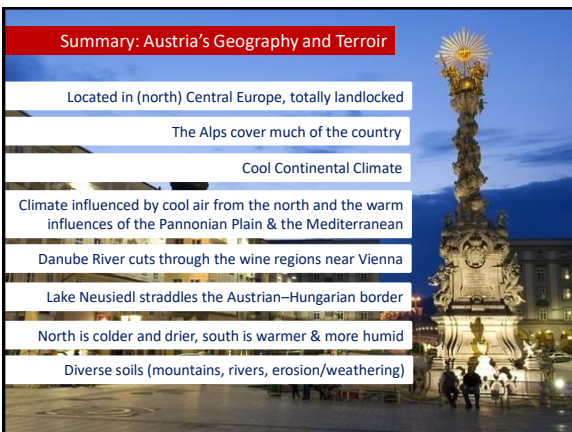 Summary: Austria's Geography and Terroir
Located in (north) Central Europe, totally landlocked
The Alps cover much of the country
Cool Continental Climate
Climate influenced by cool air from the north and the warm
influences of the Pannonian Plain & the Mediterranean
Danube River cuts through the wine regions near Vienna
Lake Neusiedl straddles the Austrian–Hungarian border
North is colder and drier, south is warmer & more humid
Diverse soils (mountains, rivers, erosion/weathering)